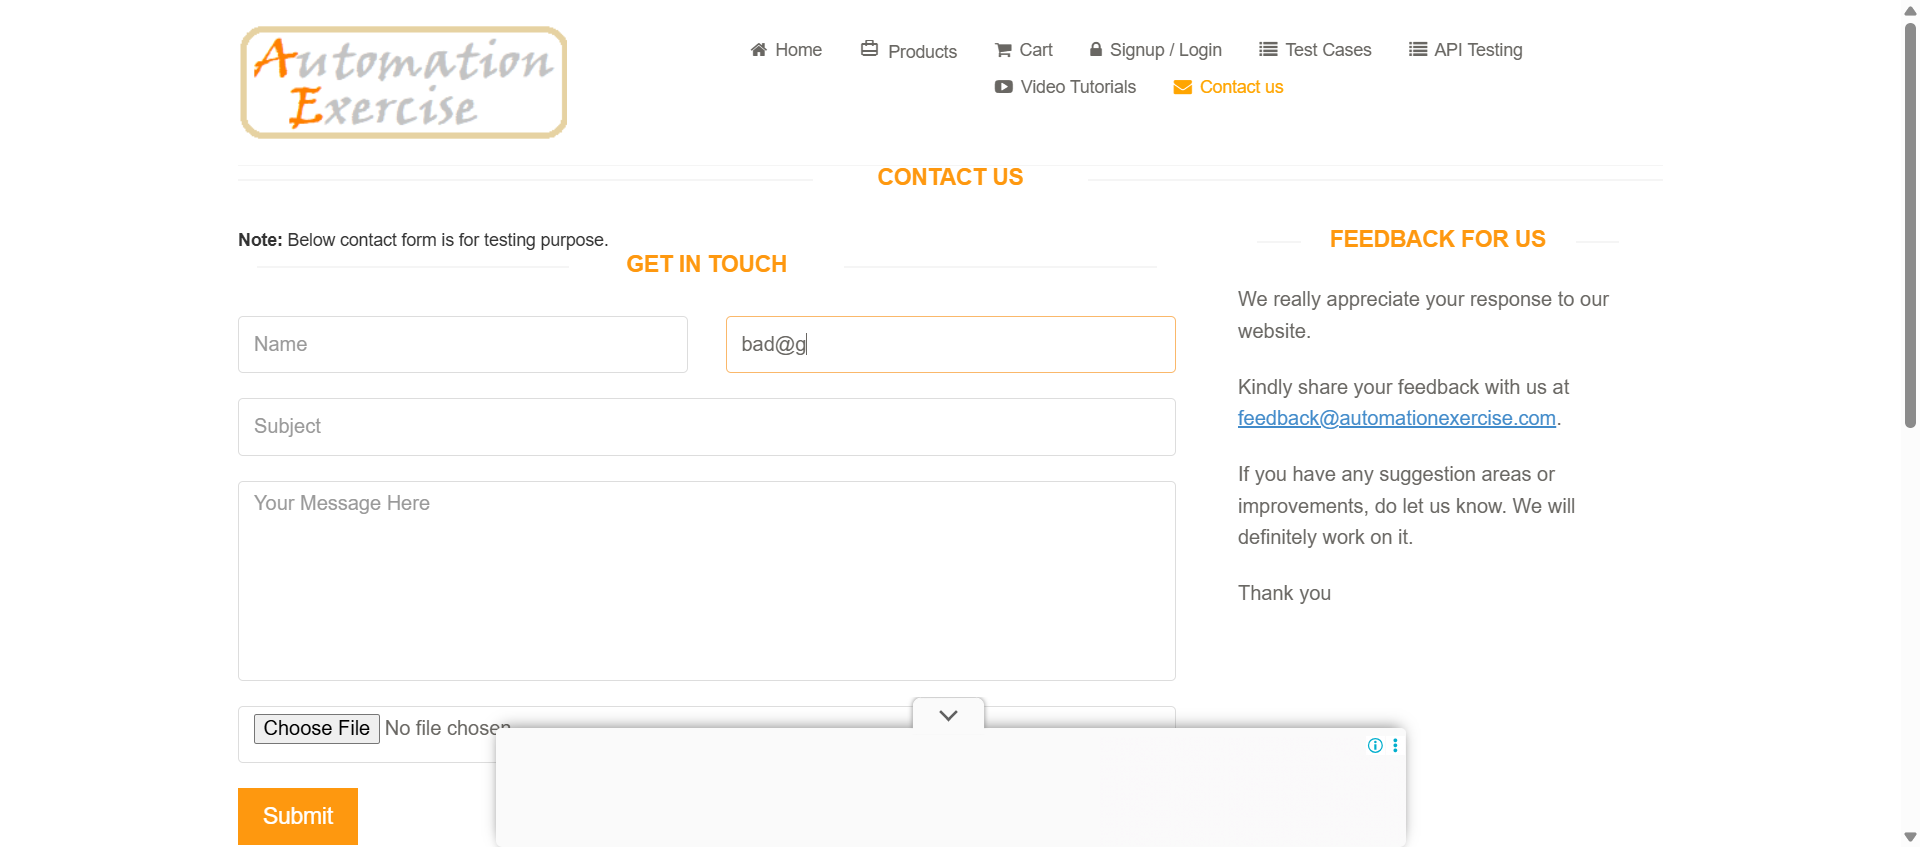 Automation
Exercise
Home
Products
Cart
Signup / Login
Test Cases
API Testing
Video Tutorials
Contact us
CONTACT US
Note: Below contact form is for testing purpose.
GET IN TOUCH
Name
bad@g
Subject
Your Message Here
Choose File No file chosen
Submit
FEEDBACK FOR US
We really appreciate your response to our
website.
Kindly share your feedback with us at
feedback@automationexercise.com.
If you have any suggestion areas or
improvements, do let us know. We will
definitely work on it.
Thank you